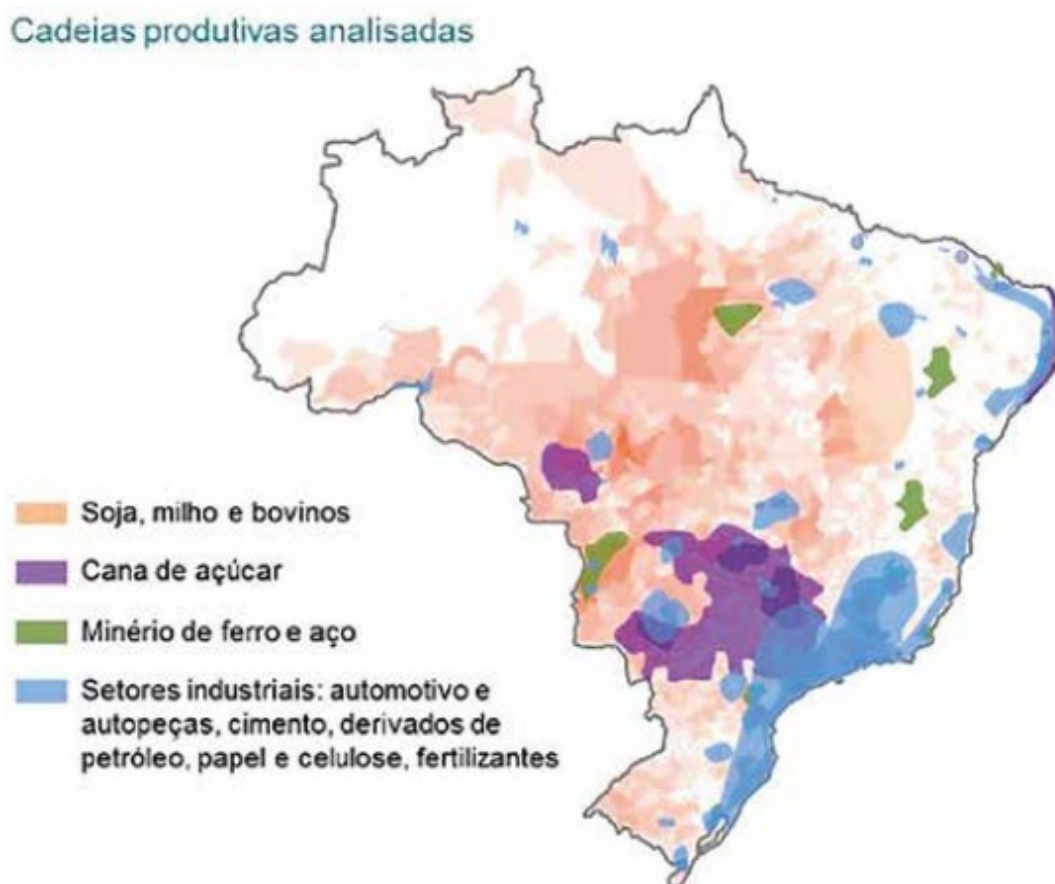 Cadeias produtivas analisadas
Soja, milho e bovinos
Cana de açúcar
Minério de ferro e aço
Setores industriais: automotivo e
autopeças, cimento, derivados de
petróleo, papel e celulose, fertilizantes